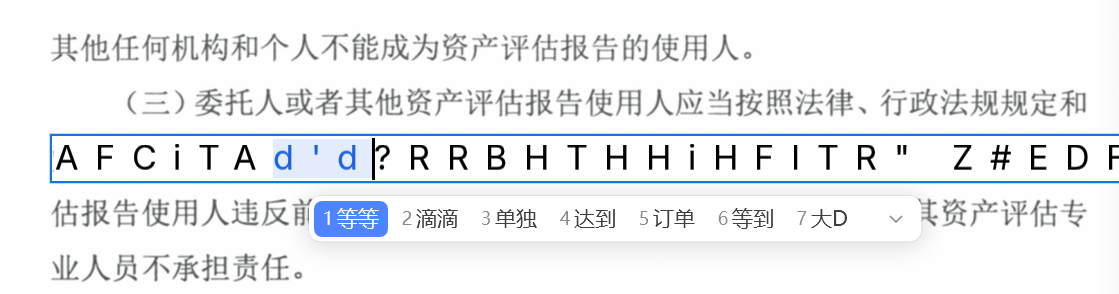 其他任何机构和个人不能成为资产评估报告的使用人。
（三）委托人或者其他资产评估报告使用人应当按照法律、行政法规规定和
A F C i T A d ' d ? R R B H T H H i H F I T R " Z # E D F
估报告使用人违反前
其资产评估专
1 等等 2 滴滴 3 单独 4 达到 5 订单 6 等到 7 大D
业人员不承担责任。